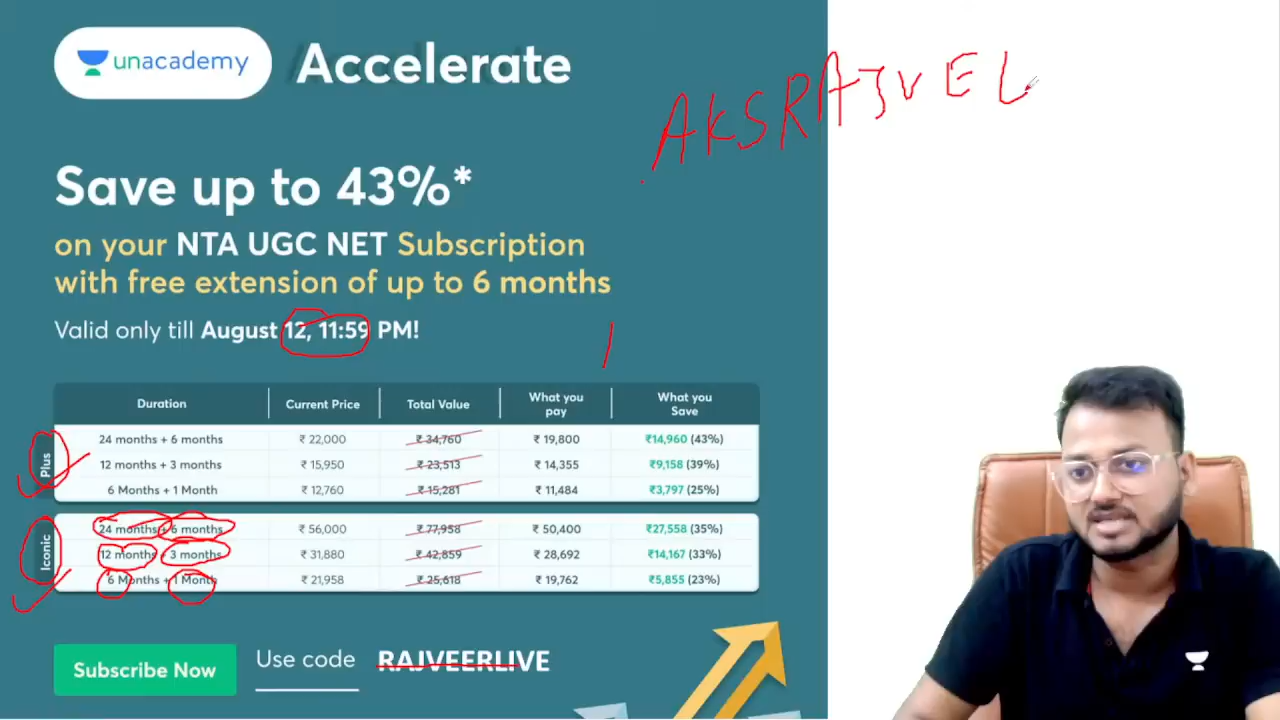 unacademy Accelerate
AKSRAJVEL
Save up to 43%*
on your NTA UGC NET Subscription
with free extension of up to 6 months
Valid only till August 12, 11:59 PM!
Duration Current Price Total Value What you pay What you Save
Plus
24 months + 6 months ₹ 22,000 ₹ 34,760 ₹ 19,800 ₹14,960 (43%)
12 months + 3 months ₹ 15,950 ₹ 23,513 ₹ 14,355 ₹9,158 (39%)
6 Months + 1 Month ₹ 12,760 ₹ 15,281 ₹ 11,484 ₹3,797 (25%)
Iconic
24 months + 6 months ₹ 56,000 ₹ 77,958 ₹ 50,400 ₹27,558 (35%)
12 months + 3 months ₹ 31,880 ₹ 42,859 ₹ 28,692 ₹14,167 (33%)
6 Months + 1 Month ₹ 21,958 ₹ 25,618 ₹ 19,762 ₹5,855 (23%)
Subscribe Now Use code RAJVEERLIVE